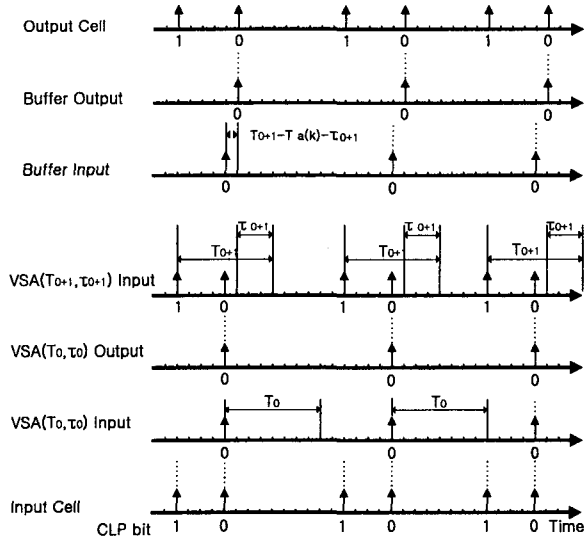 Output Cell
1 0 1 0 1 0
Buffer Output
0 0 0
T0+1-T a(k)-τ0+1
Buffer Input
0 0 0
τ0+1 τ0+1 τ0+1
T0+1 T0+1 T0+1
VSA(T0+1,τ0+1) Input
1 0 1 0 1 0
VSA(T0,τ0) Output
0 0 0
T0 T0
VSA(T0,τ0) Input
0 0 0
Input Cell
CLP bit 1 0 1 0 1 0 Time